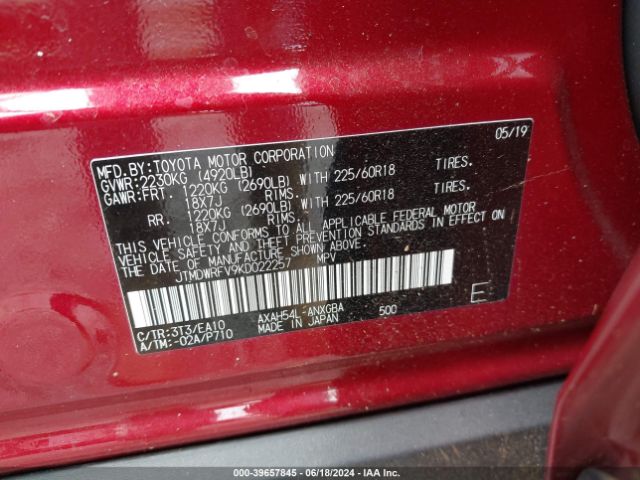 05/19
MFD.BY:TOYOTA MOTOR CORPORATION
GVWR:2230KG (4920LB)
GAWR:FRT. 1220KG (2690LB) WITH 225/60R18 TIRES.
18X7J RIMS.
RR. 1220KG (2690LB) WITH 225/60R18 TIRES.
18X7J RIMS.
THIS VEHICLE CONFORMS TO ALL APPLICABLE FEDERAL MOTOR
VEHICLE SAFETY AND THEFT PREVENTION STANDARDS IN EFFECT ON
THE DATE OF MANUFACTURE SHOWN ABOVE.
JTMDWRFV9KD022257 MPV
E
C/TR:3T3/EA10 AXAH54L-ANXGBA 500
A/TM:-02A/P710 MADE IN JAPAN
000-39657845 - 06/18/2024 - IAA Inc.